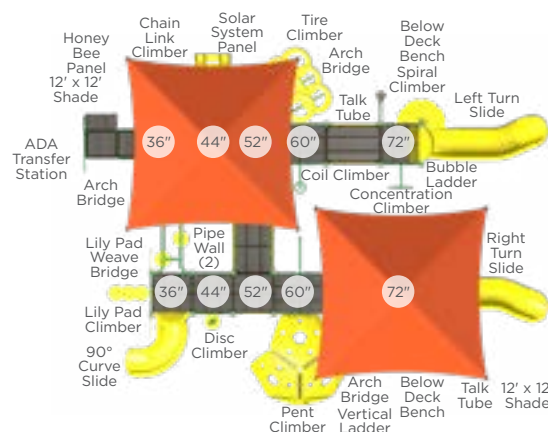 Honey
Bee
Panel
12' x 12'
Shade
Chain
Link
Climber
Solar
System
Panel
Tire
Climber
Arch
Bridge
Talk
Tube
Below
Deck
Bench
Spiral
Climber
Left Turn
Slide
ADA
Transfer
Station
36"
44"
52"
60"
72"
Arch
Bridge
Coil Climber
Bubble
Ladder
Concentration
Climber
Lily Pad
Weave
Bridge
Pipe
Wall
(2)
Right
Turn
Slide
36"
44"
52"
60"
72"
Lily Pad
Climber
90°
Curve
Slide
Disc
Climber
Pent
Climber
Arch
Bridge
Vertical
Ladder
Below
Deck
Bench
Talk
Tube
12' x 12'
Shade